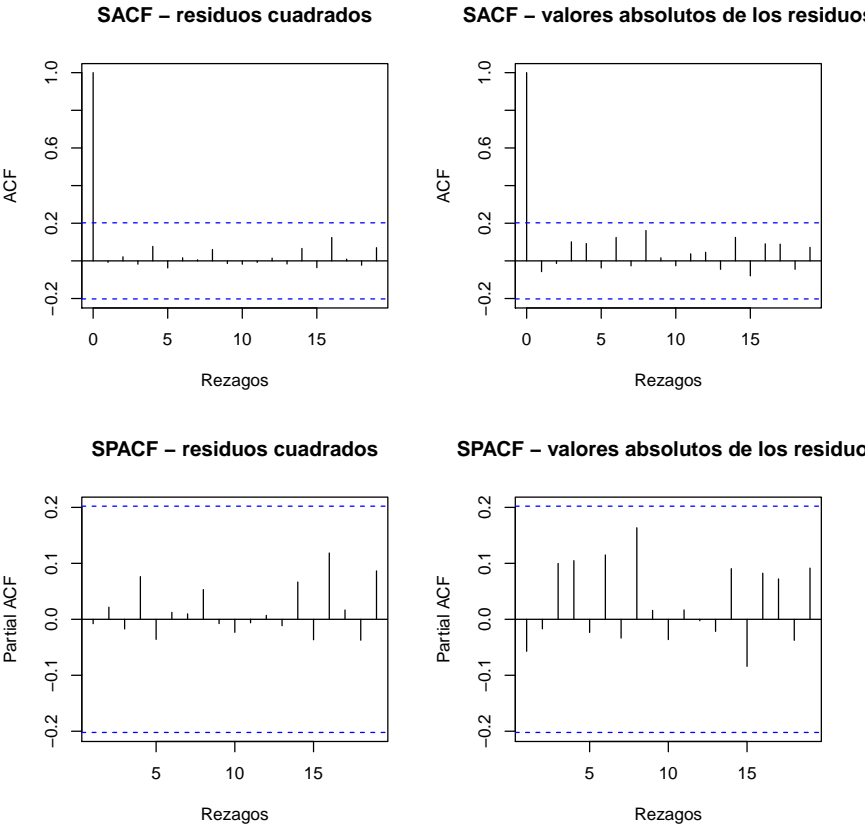 SACF – residuos cuadrados
ACF
1.0
0.6
0.2
−0.2
0 5 10 15
Rezagos
SACF – valores absolutos de los residuos
ACF
1.0
0.6
0.2
−0.2
0 5 10 15
Rezagos
SPACF – residuos cuadrados
Partial ACF
0.2
0.1
0.0
−0.1
−0.2
5 10 15
Rezagos
SPACF – valores absolutos de los residuo
Partial ACF
0.2
0.1
0.0
−0.1
−0.2
5 10 15
Rezagos